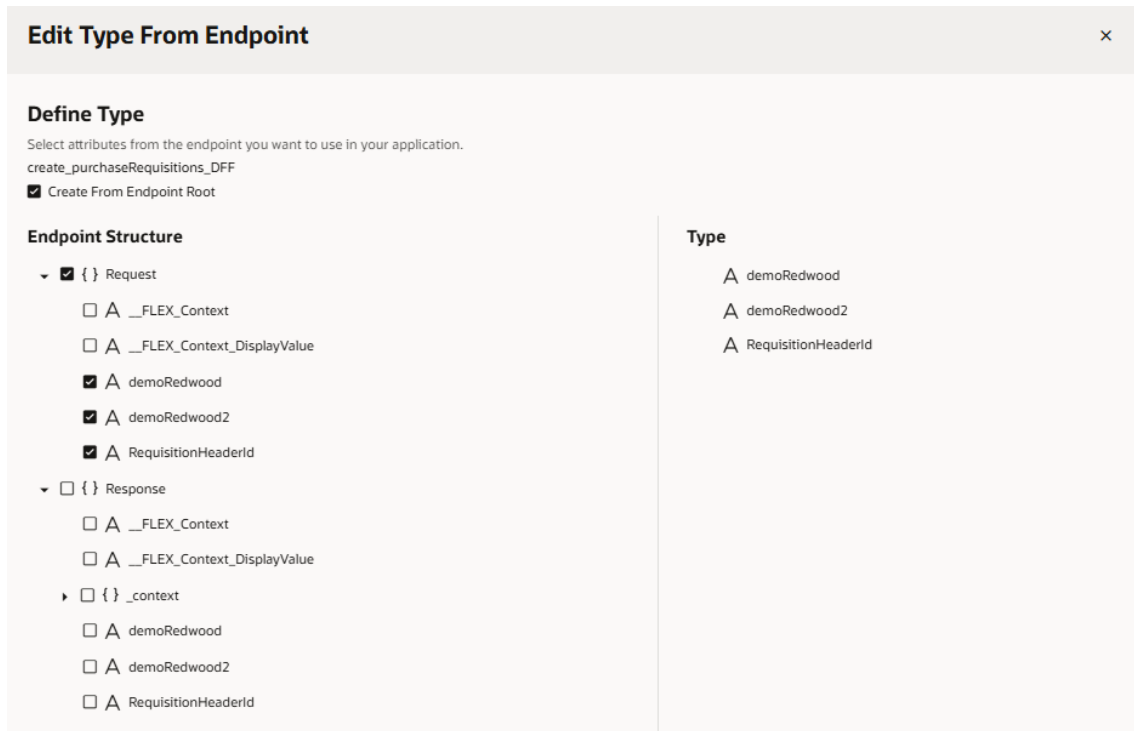 Edit Type From Endpoint
Define Type
Select attributes from the endpoint you want to use in your application.
create_purchaseRequisitions_DFF
Create From Endpoint Root
Endpoint Structure
{ } Request
A __FLEX_Context
A __FLEX_Context_DisplayValue
A demoRedwood
A demoRedwood2
A RequisitionHeaderId
{ } Response
A __FLEX_Context
A __FLEX_Context_DisplayValue
{ } _context
A demoRedwood
A demoRedwood2
A RequisitionHeaderId
Type
A demoRedwood
A demoRedwood2
A RequisitionHeaderId